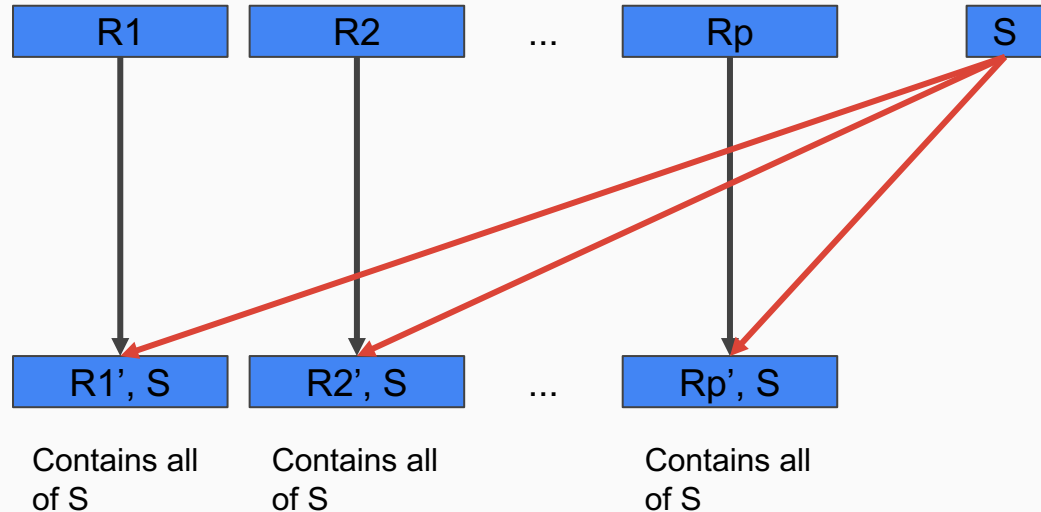 R1 R2 ... Rp S
R1’, S R2’, S ... Rp’, S
Contains all Contains all Contains all
of S of S of S